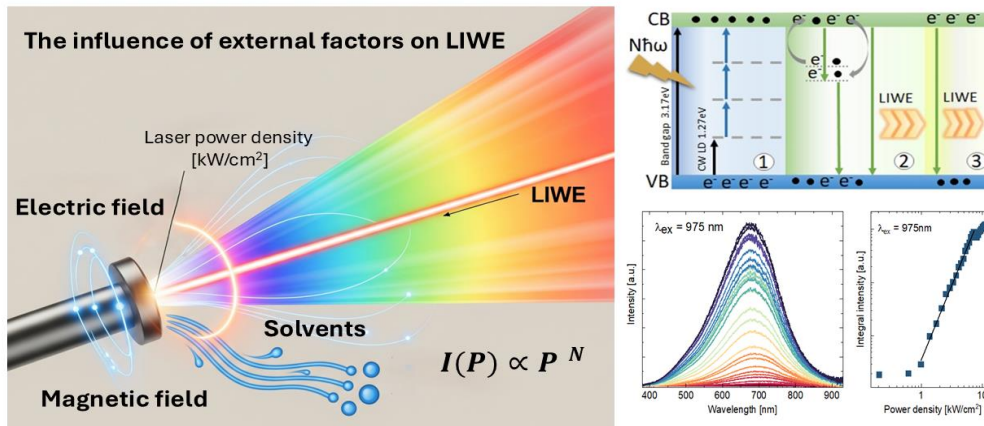 The influence of external factors on LIWE
Laser power density
[kW/cm²]
Electric field
LIWE
Solvents
I(P) ∝ P ᴺ
Magnetic field
CB
e⁻ e⁻ e⁻
e⁻ e⁻ e⁻
Nħω
e⁻
e⁻
Band gap 3.17eV
CW LD 1.27eV
LIWE
LIWE
1
2
3
VB
e⁻ e⁻ e⁻ e⁻
e⁻ e⁻
e⁻
λex = 975 nm
Intensity [a.u.]
400 500 600 700 800 900
Wavelength [nm]
λex = 975nm
Integral intensity [a.u.]
1 10
Power density [kW/cm²]